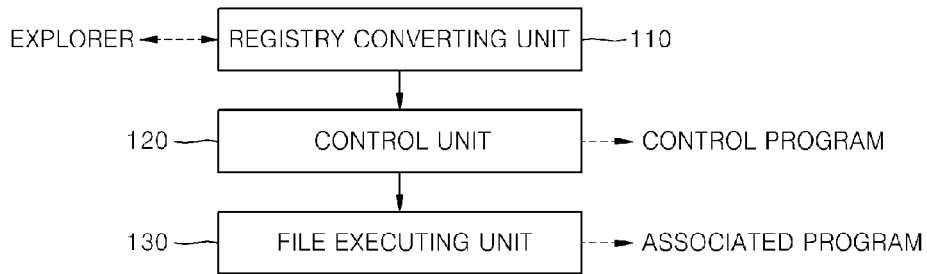 EXPLORER REGISTRY CONVERTING UNIT 110
120 CONTROL UNIT CONTROL PROGRAM
130 FILE EXECUTING UNIT ASSOCIATED PROGRAM